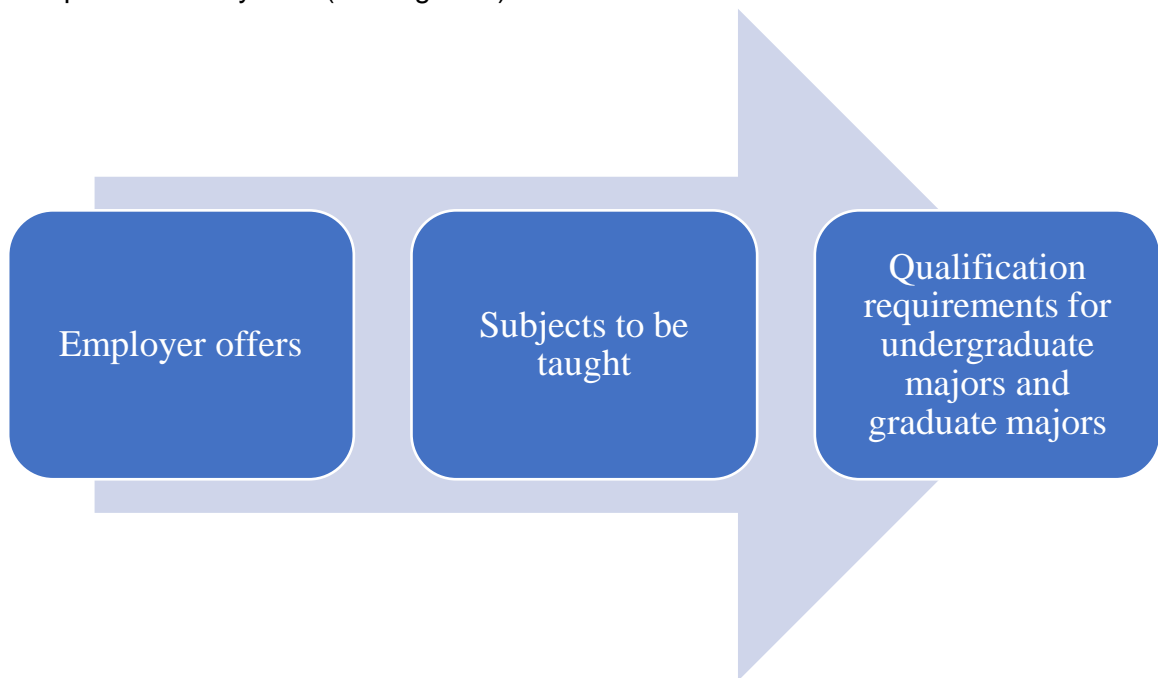 Employer offers
Subjects to be
taught
Qualification
requirements for
undergraduate
majors and
graduate majors